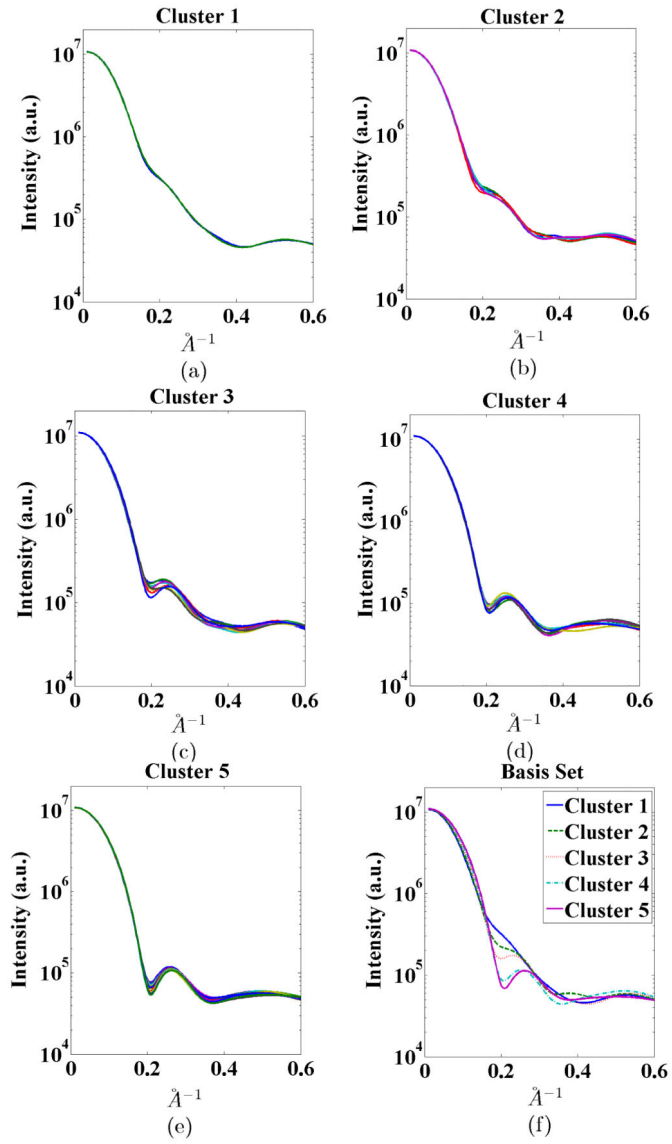 Cluster 1
Intensity (a.u.)
10^7
10^6
10^5
10^4
0 0.2 0.4 0.6
Å^{-1}
(a)
Cluster 2
Intensity (a.u.)
10^7
10^6
10^5
10^4
0 0.2 0.4 0.6
Å^{-1}
(b)
Cluster 3
Intensity (a.u.)
10^7
10^6
10^5
10^4
0 0.2 0.4 0.6
Å^{-1}
(c)
Cluster 4
Intensity (a.u.)
10^7
10^6
10^5
10^4
0 0.2 0.4 0.6
Å^{-1}
(d)
Cluster 5
Intensity (a.u.)
10^7
10^6
10^5
10^4
0 0.2 0.4 0.6
Å^{-1}
(e)
Basis Set
Intensity (a.u.)
10^7
10^6
10^5
10^4
Cluster 1
Cluster 2
Cluster 3
Cluster 4
Cluster 5
0 0.2 0.4 0.6
Å^{-1}
(f)